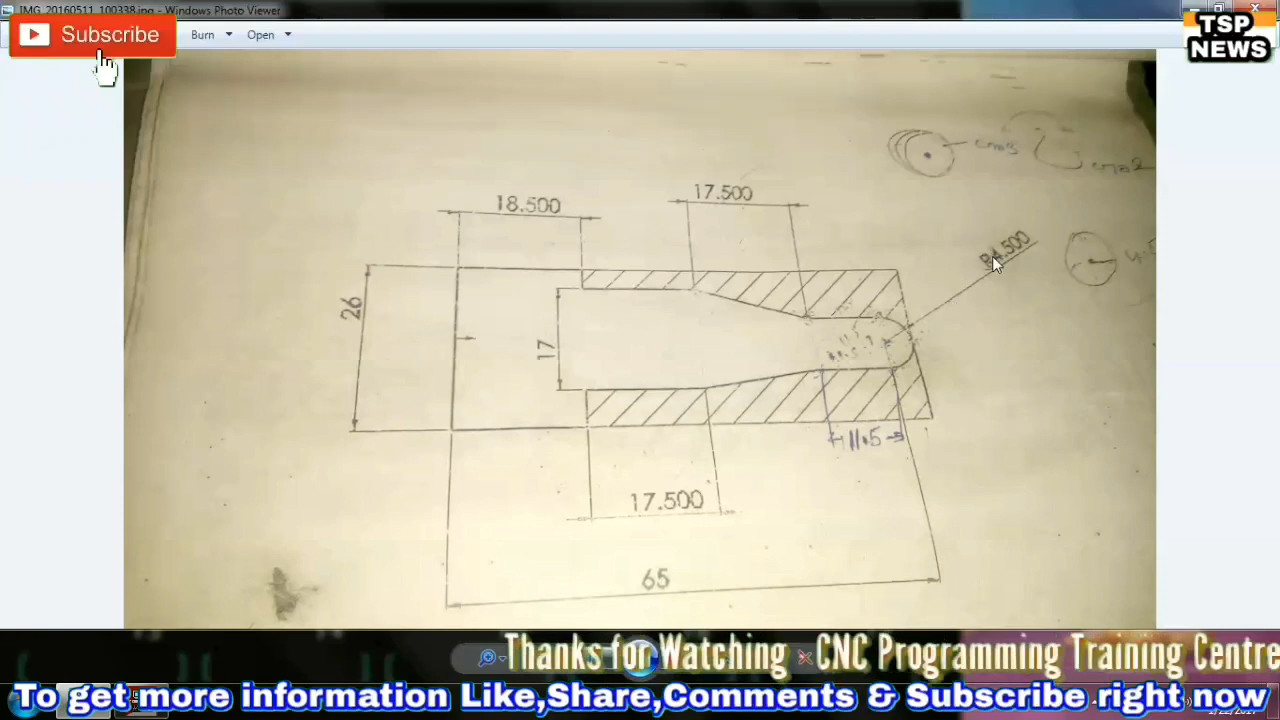 IMG_20160511_100338.jpg - Windows Photo Viewer
Subscribe
Burn
Open
TSP
NEWS
17.500
18.500
R4.500
26
17
11.5
17.500
65
Thanks for Watching CNC Programming Training Centre
To get more information Like,Share,Comments & Subscribe right now